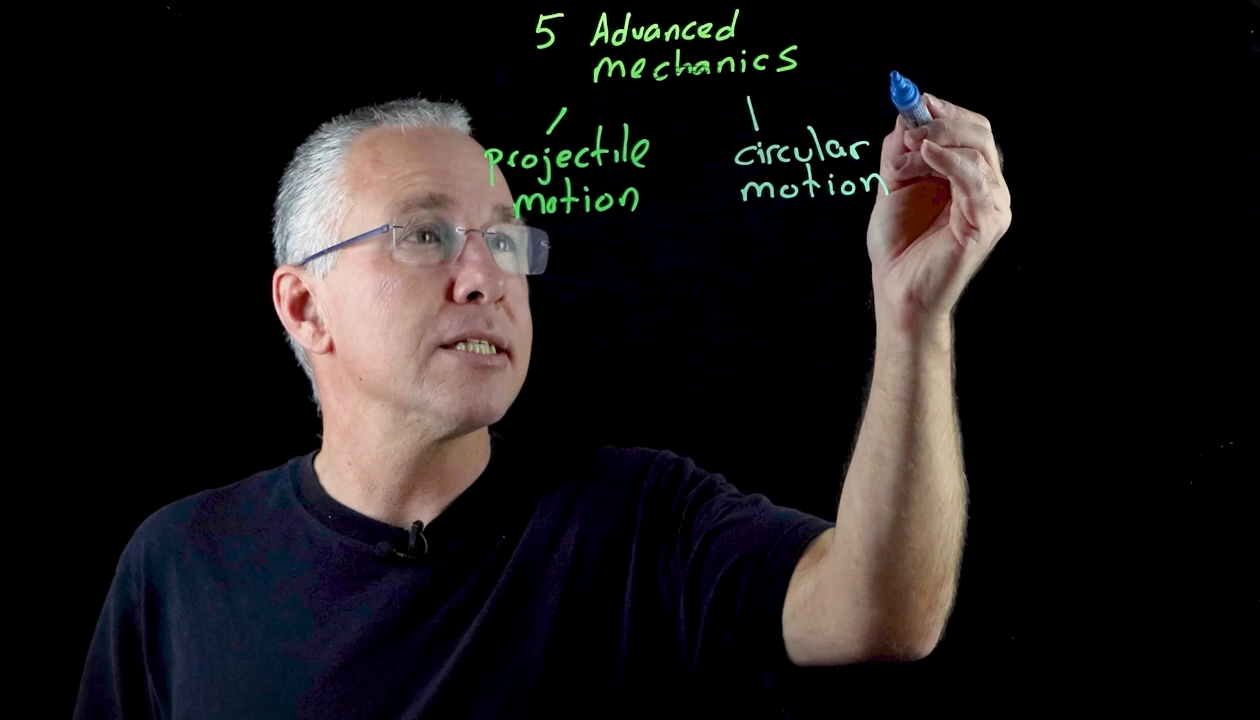 5 Advanced
mechanics
projectile
motion
circular
motion